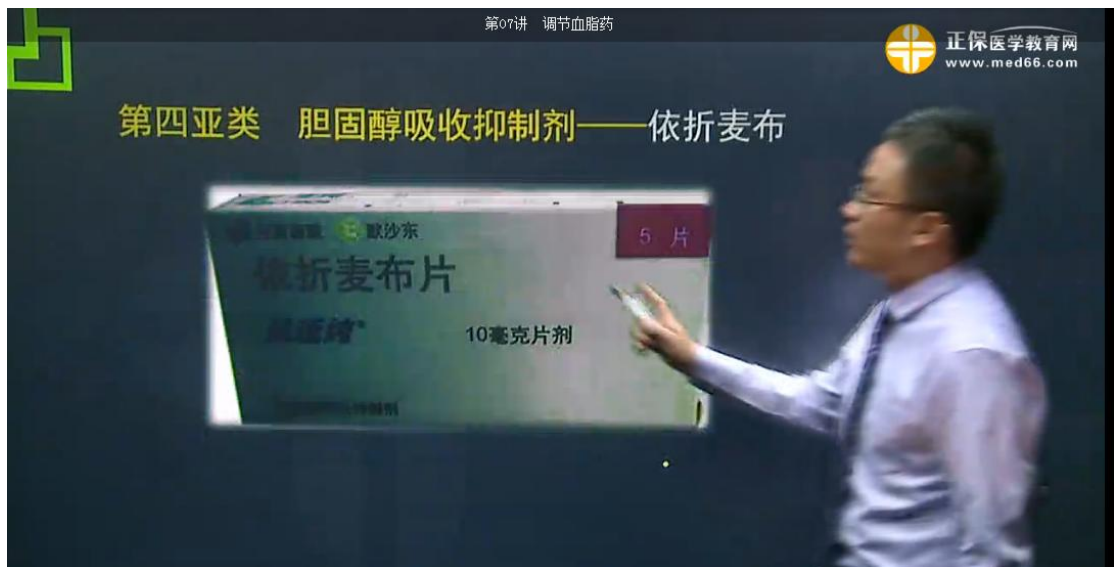 第07讲 调节血脂药
正保医学教育网
www.med66.com
第四亚类 胆固醇吸收抑制剂——依折麦布
默沙东
5 片
依折麦布片
10毫克片剂